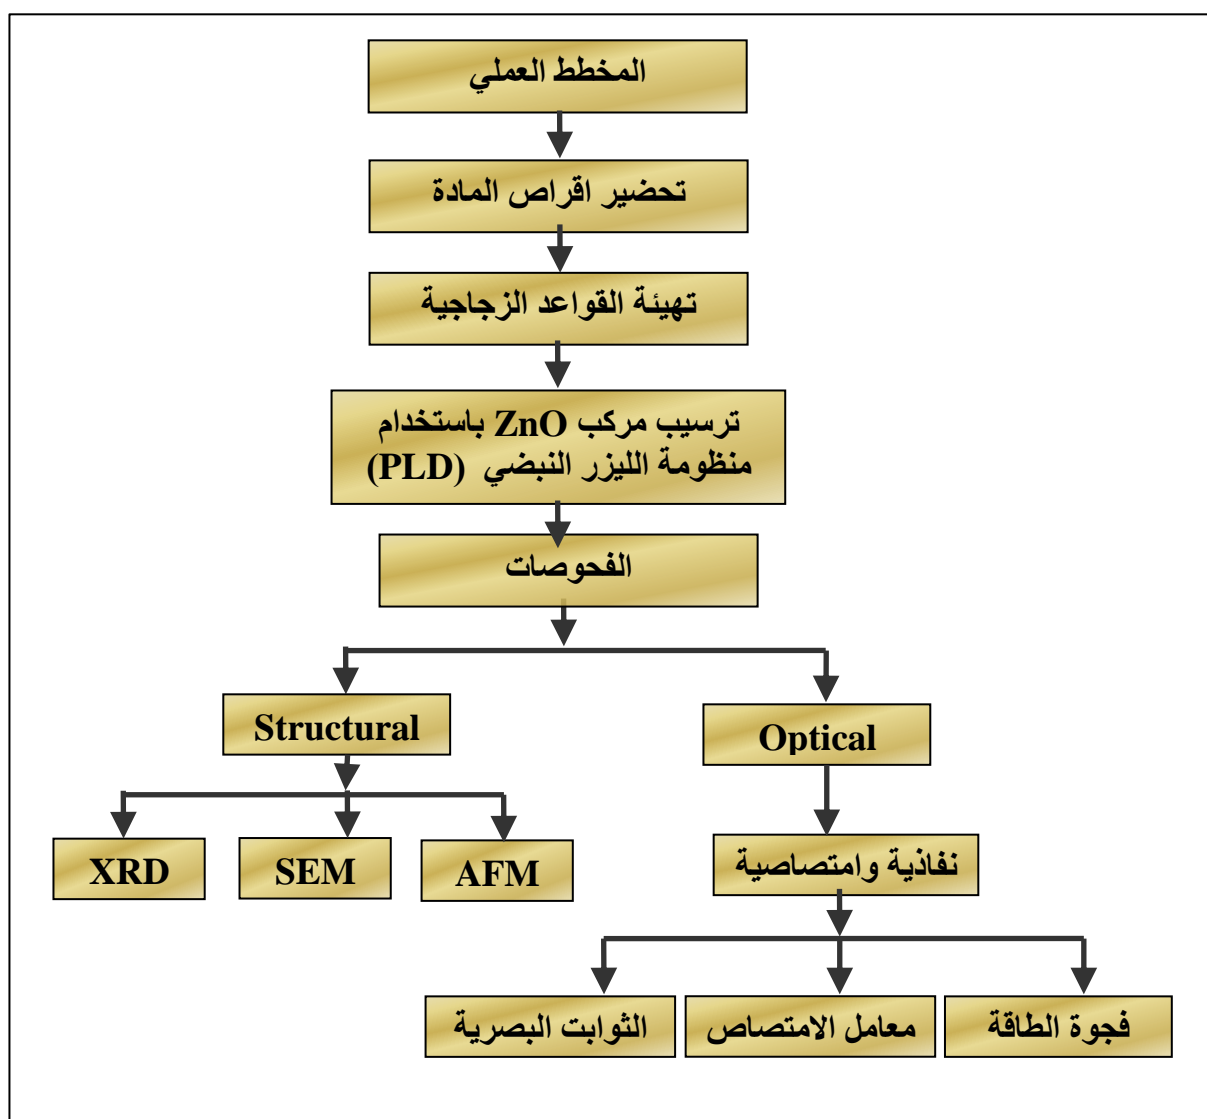 المخطط العملي
تحضير اقراص المادة
تهيئة القواعد الزجاجية
ترسيب مركب ZnO باستخدام
منظومة الليزر النبضي (PLD)
الفحوصات
Structural
Optical
XRD
SEM
AFM
نفاذية وامتصاصية
الثوابت البصرية
معامل الامتصاص
فجوة الطاقة